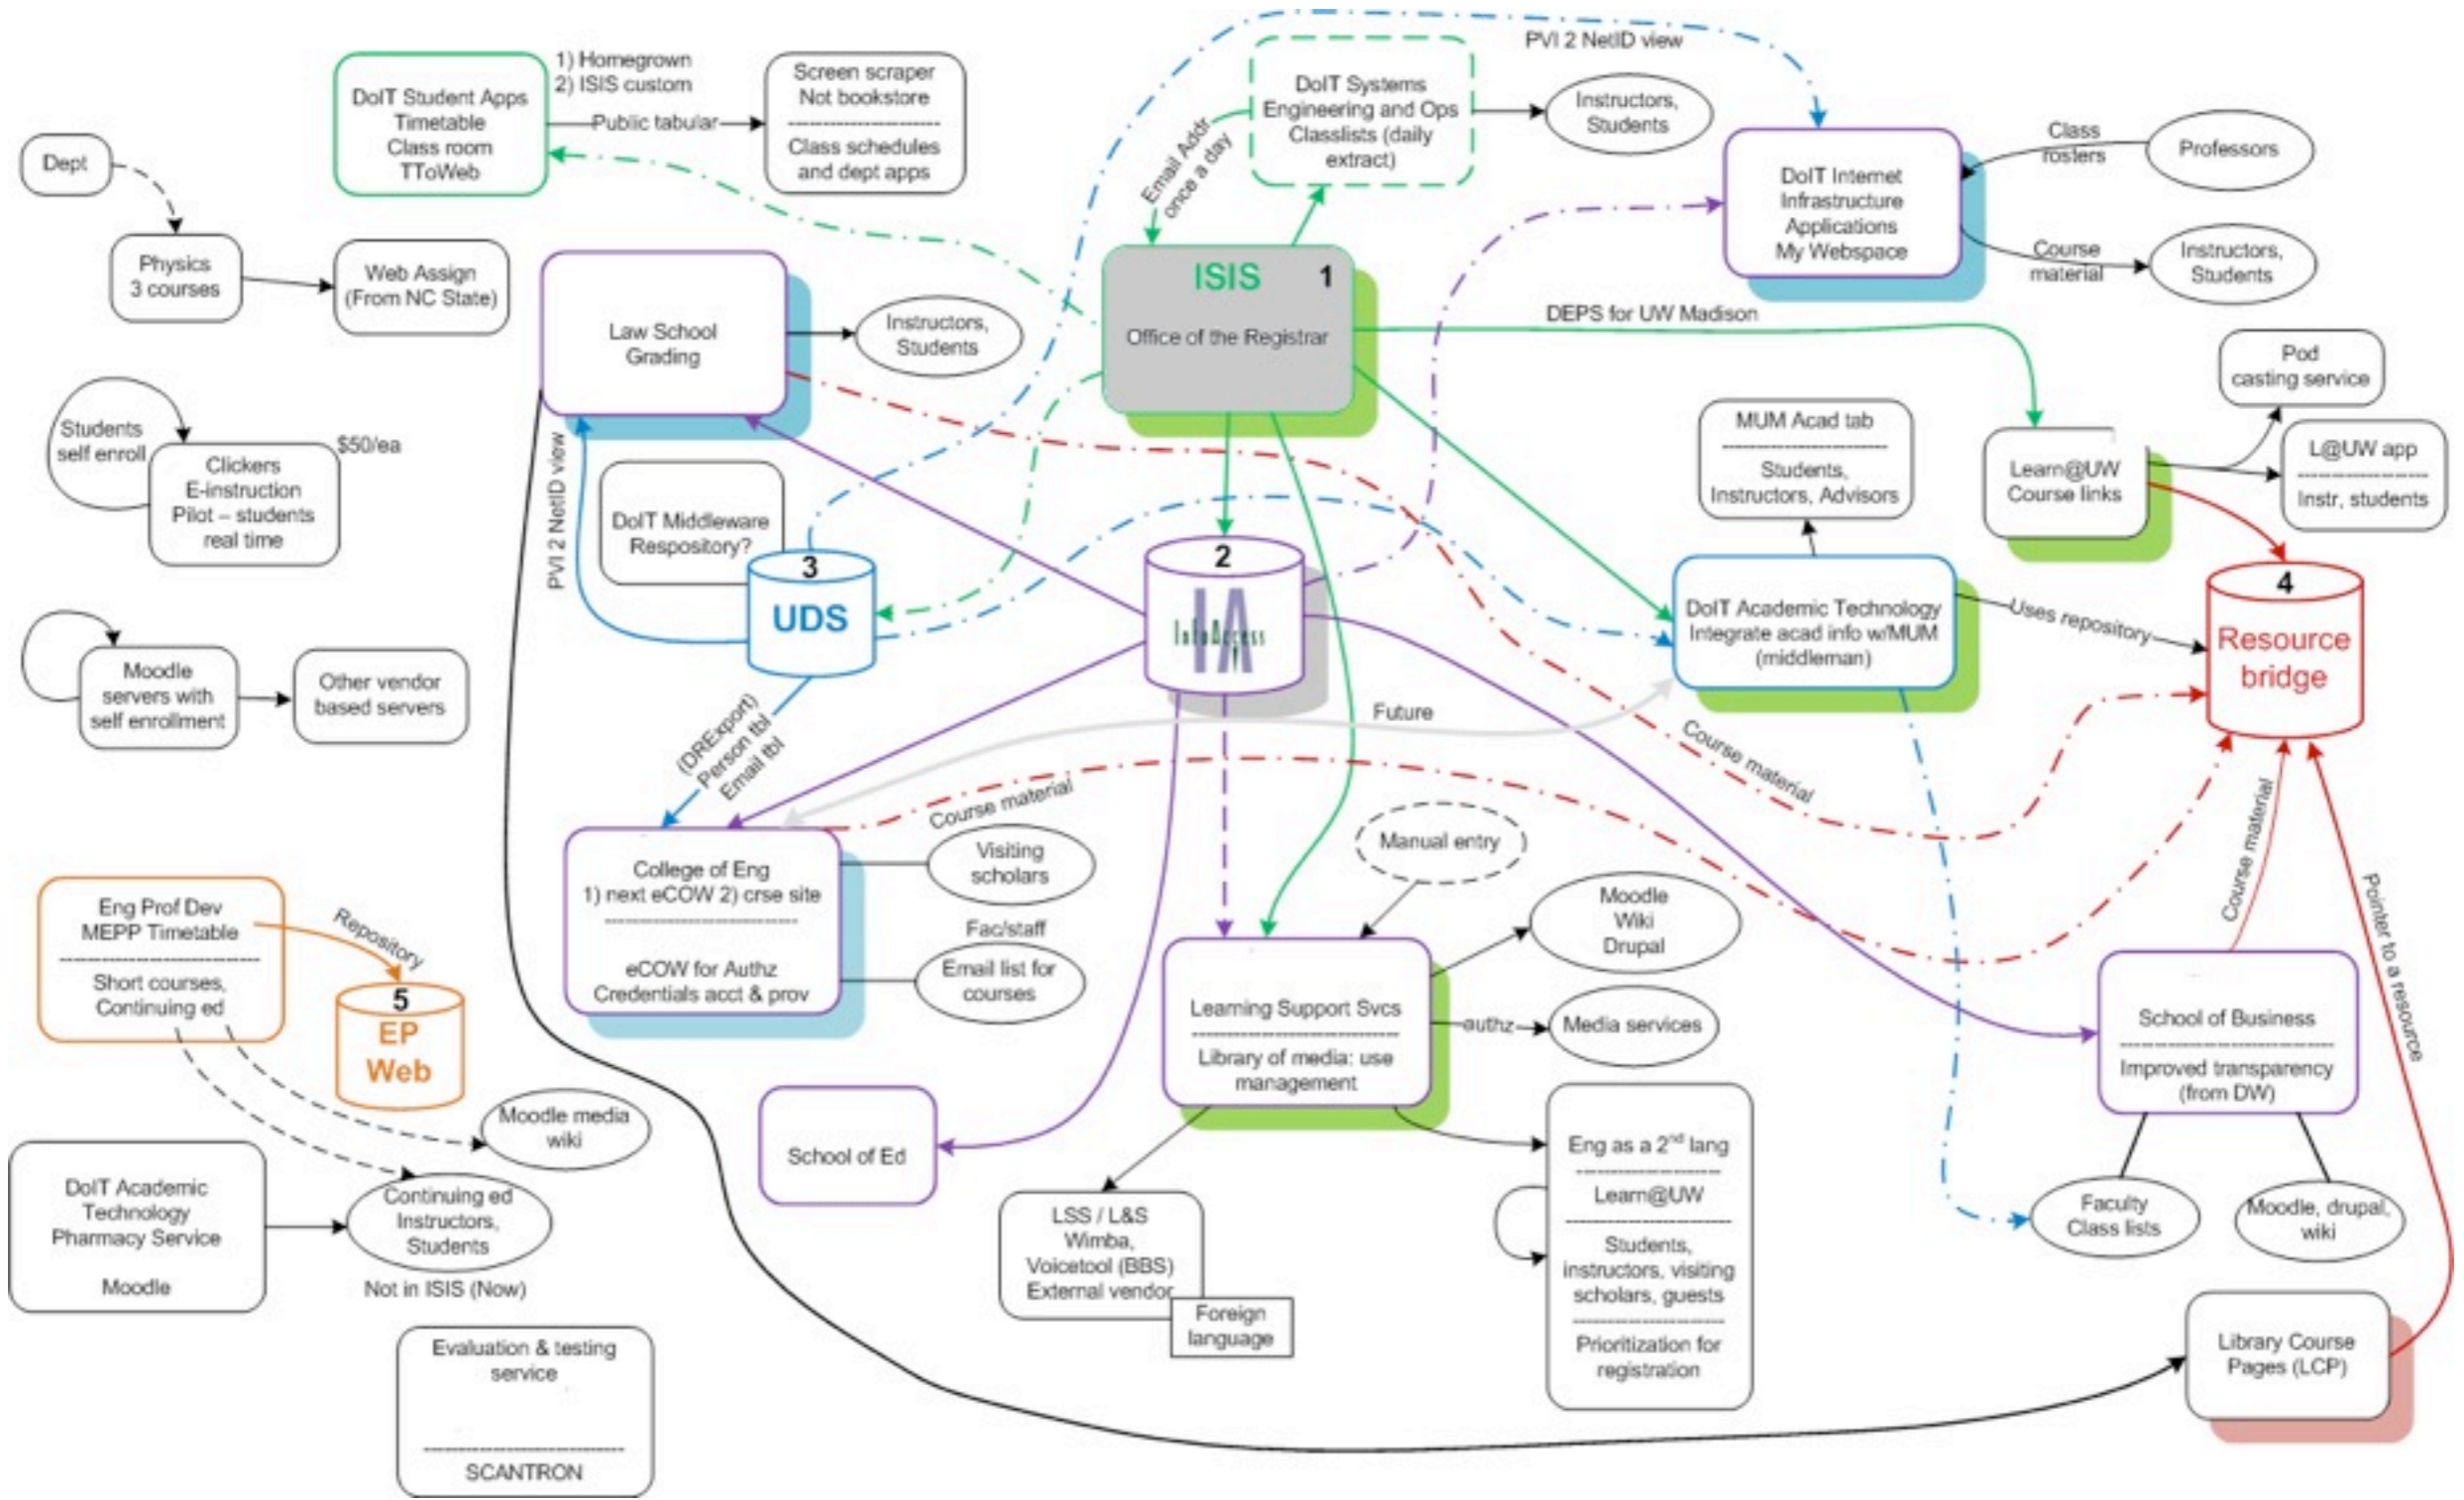 PVI 2 NetID view
DoIT Student Apps
Timetable
Class room
TToWeb
1) Homegrown
2) ISIS custom
Public tabular
Screen scraper
Not bookstore
Class schedules
and dept apps
DoIT Systems
Engineering and Ops
Classlists (daily
extract)
Email Addr
once a day
Instructors,
Students
DoIT Internet
Infrastructure
Applications
My Webspace
Class
rosters
Professors
Course
material
Instructors,
Students
Dept
Physics
3 courses
Web Assign
(From NC State)
Law School
Grading
Instructors,
Students
ISIS
1
Office of the Registrar
DEPS for UW Madison
Pod
casting service
L@UW app
Instr, students
Learn@UW
Course links
MUM Acad tab
Students,
Instructors, Advisors
Students
self enroll
$50/ea
Clickers
E-instruction
Pilot – students
real time
PVI 2 NetID view
DoIT Middleware
Respository?
3
UDS
2
IA
InfoAccess
DoIT Academic Technology
Integrate acad info w/MUM
(middleman)
Uses repository
4
Resource
bridge
Moodle
servers with
self enrollment
Other vendor
based servers
(DRExport)
Person tbl
Email tbl
Future
Course material
Course material
Course material
Pointer to a resource
College of Eng
1) next eCOW 2) crse site
eCOW for Authz
Credentials acct & prov
Visiting
scholars
Fac/staff
Email list for
courses
Manual entry
Moodle
Wiki
Drupal
Learning Support Svcs
Library of media: use
management
authz
Media services
Eng Prof Dev
MEPP Timetable
Short courses,
Continuing ed
Repository
5
EP
Web
Moodle media
wiki
School of Ed
School of Business
Improved transparency
(from DW)
Faculty
Class lists
Moodle, drupal,
wiki
DoIT Academic
Technology
Pharmacy Service
Moodle
Continuing ed
Instructors,
Students
Not in ISIS (Now)
LSS / L&S
Wimba,
Voicetool (BBS)
External vendor
Foreign
language
Eng as a 2nd lang
Learn@UW
Students,
instructors, visiting
scholars, guests
Prioritization for
registration
Library Course
Pages (LCP)
Evaluation & testing
service
SCANTRON